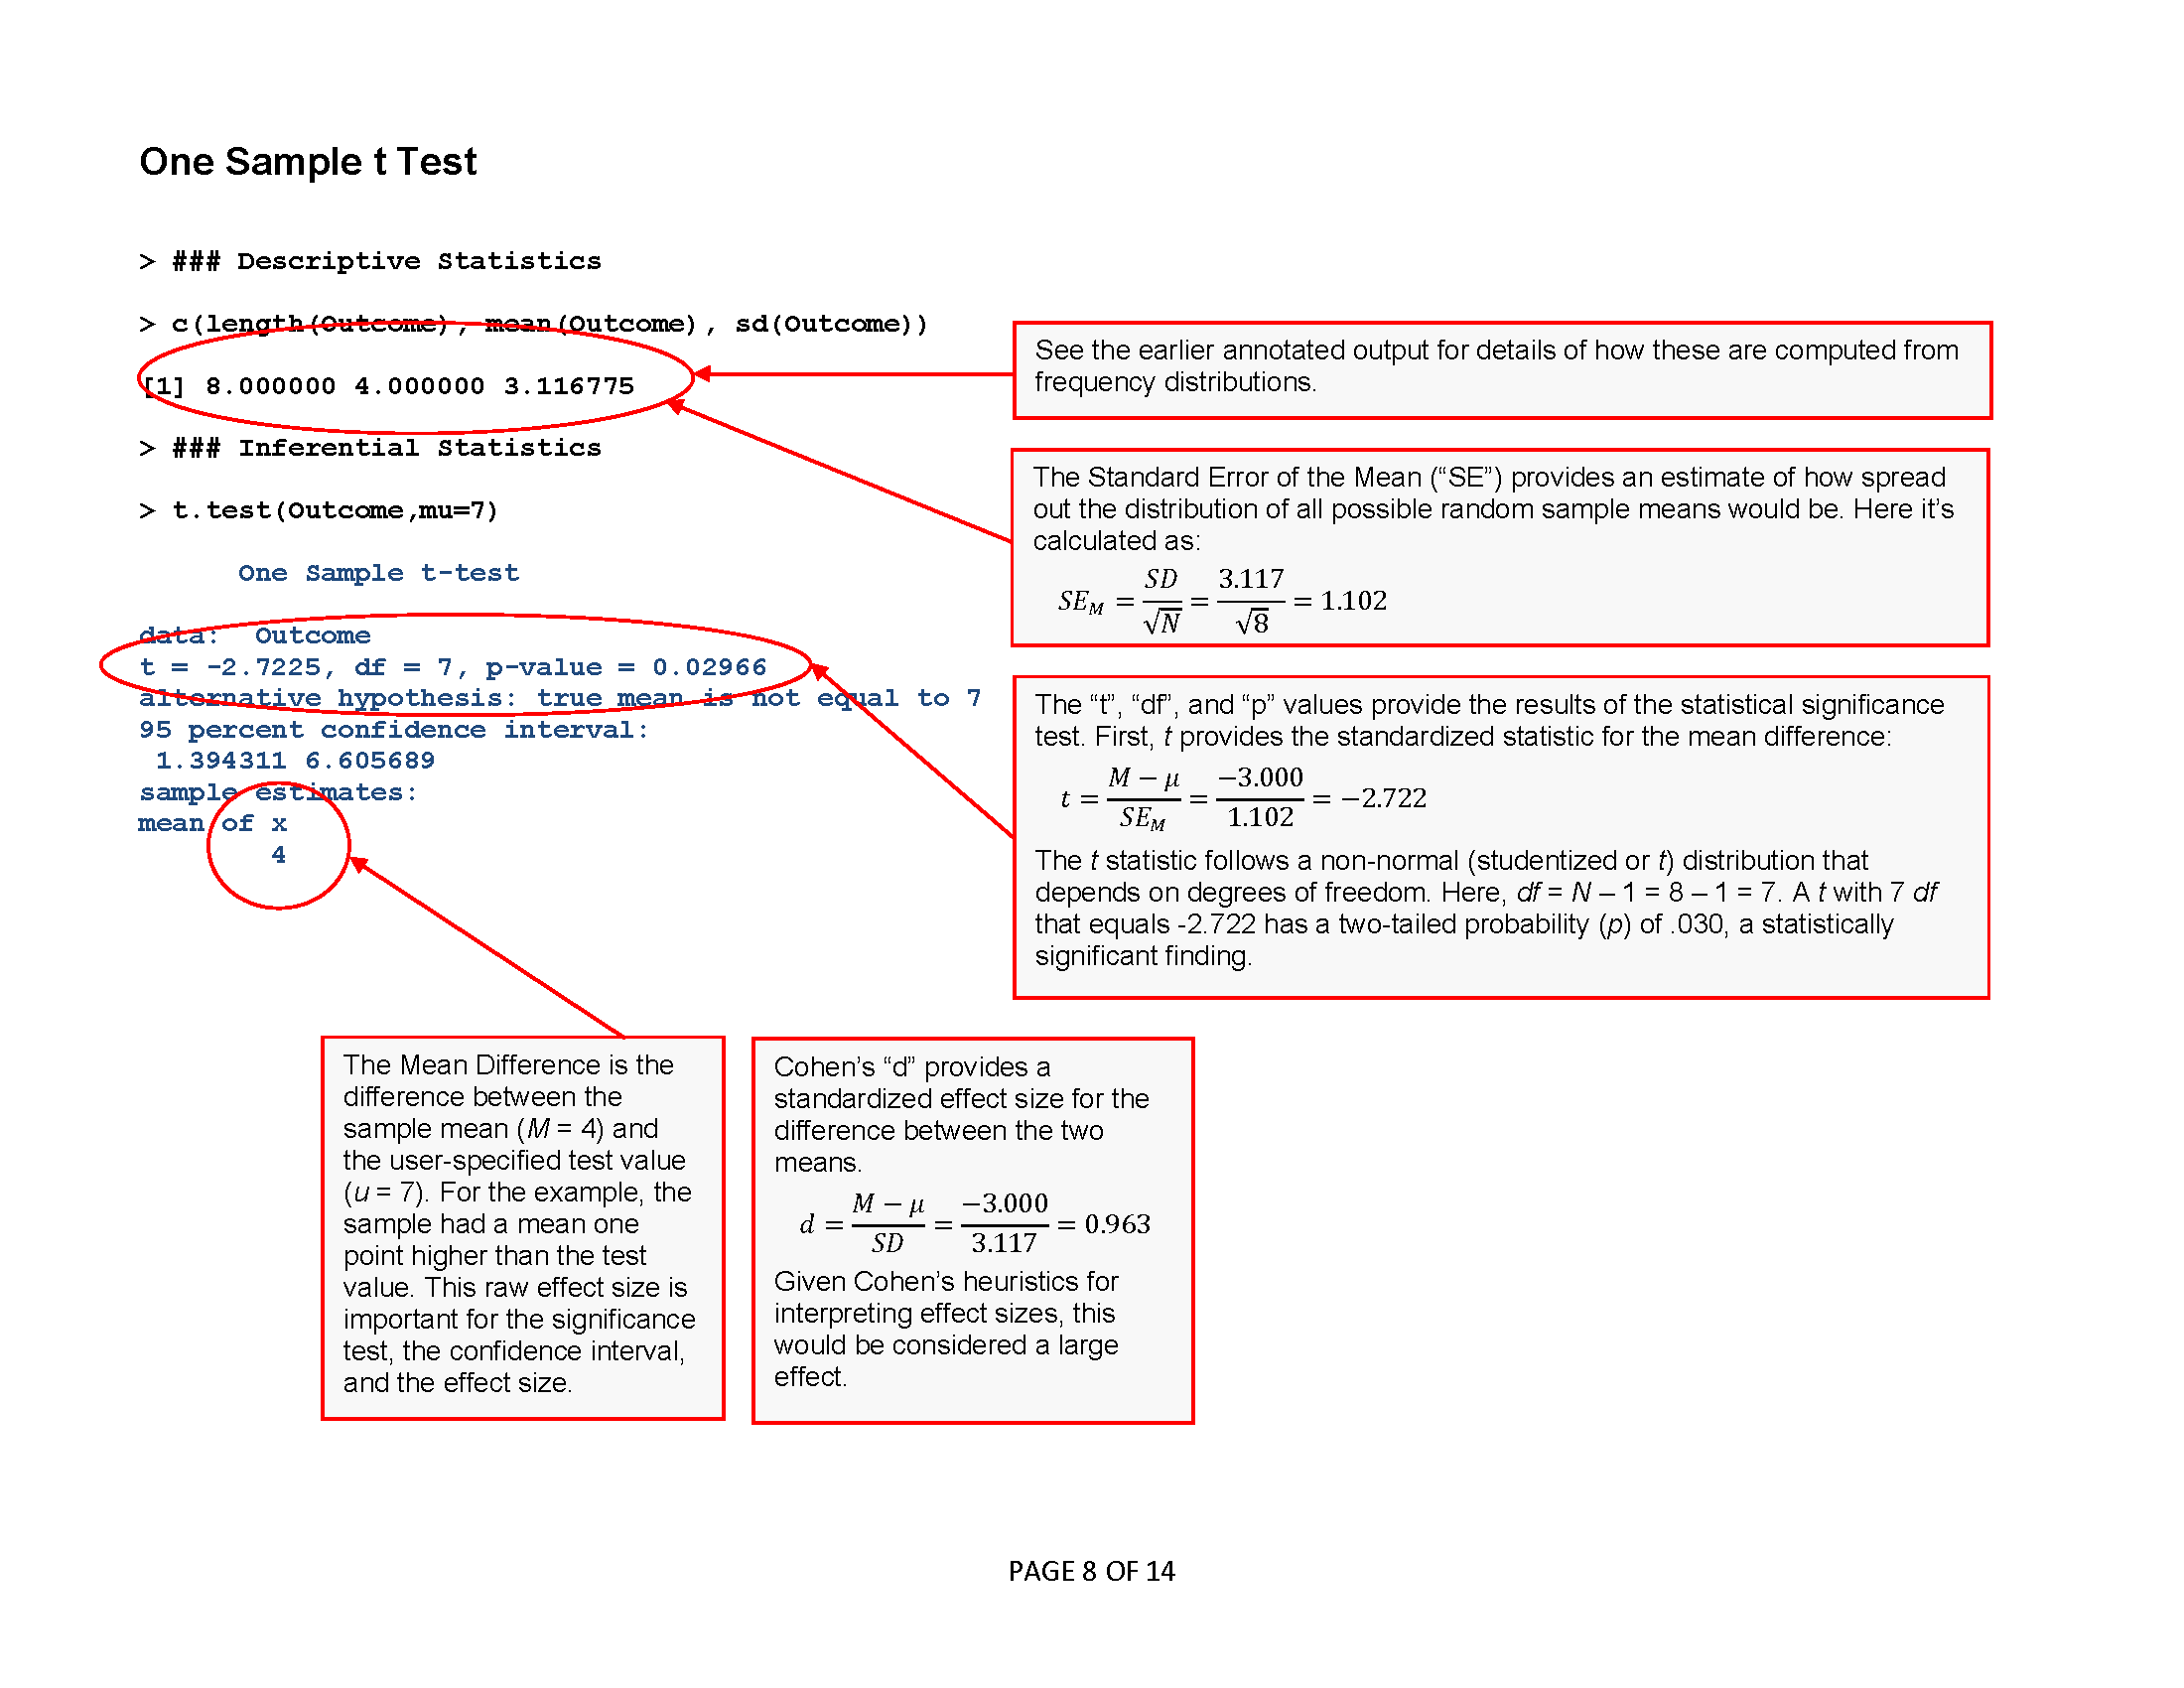 One Sample t Test
> ### Descriptive Statistics
> c(length(Outcome), mean(Outcome), sd(Outcome))
[1] 8.000000 4.000000 3.116775
> ### Inferential Statistics
> t.test(Outcome,mu=7)
One Sample t-test
data:  Outcome
t = -2.7225, df = 7, p-value = 0.02966
alternative hypothesis: true mean is not equal to 7
95 percent confidence interval:
1.394311 6.605689
sample estimates:
mean of x
4
See the earlier annotated output for details of how these are computed from
frequency distributions.
The Standard Error of the Mean (“SE”) provides an estimate of how spread
out the distribution of all possible random sample means would be. Here it’s
calculated as:
SE_M = SD/√N = 3.117/√8 = 1.102
The “t”, “df”, and “p” values provide the results of the statistical significance
test. First, t provides the standardized statistic for the mean difference:
t = M − μ/SE_M = −3.000/1.102 = −2.722
The t statistic follows a non-normal (studentized or t) distribution that
depends on degrees of freedom. Here, df = N – 1 = 8 – 1 = 7. A t with 7 df
that equals -2.722 has a two-tailed probability (p) of .030, a statistically
significant finding.
The Mean Difference is the
difference between the
sample mean (M = 4) and
the user-specified test value
(u = 7). For the example, the
sample had a mean one
point higher than the test
value. This raw effect size is
important for the significance
test, the confidence interval,
and the effect size.
Cohen’s “d” provides a
standardized effect size for the
difference between the two
means.
d = M − μ/SD = −3.000/3.117 = 0.963
Given Cohen’s heuristics for
interpreting effect sizes, this
would be considered a large
effect.
PAGE 8 OF 14